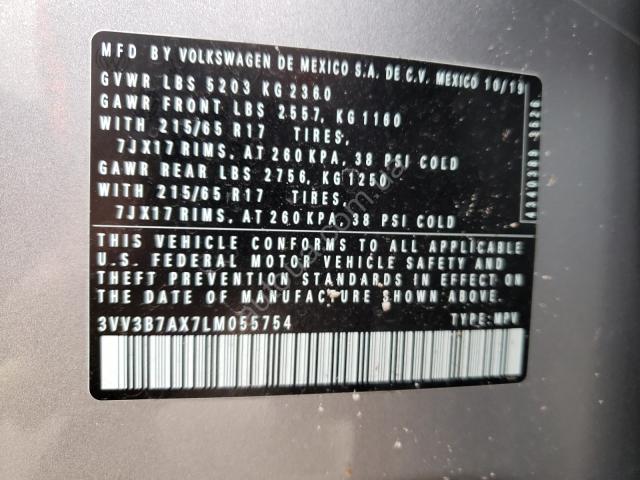 MFD BY VOLKSWAGEN DE MEXICO S.A. DE C.V. MEXICO 10/19
GVWR LBS 5203 KG 2360
GAWR FRONT LBS 2557, KG 1160
WITH 215/65 R17 TIRES,
7JX17 RIMS, AT 260 KPA, 38 PSI COLD
GAWR REAR LBS 2756, KG 1250
WITH 215/65 R17 TIRES,
7JX17 RIMS, AT 260 KPA, 38 PSI COLD
THIS VEHICLE CONFORMS TO ALL APPLICABLE
U.S. FEDERAL MOTOR VEHICLE SAFETY AND
THEFT PREVENTION STANDARDS IN EFFECT ON
THE DATE OF MANUFACTURE SHOWN ABOVE.
3VV3B7AX7LM055754 TYPE: MPV